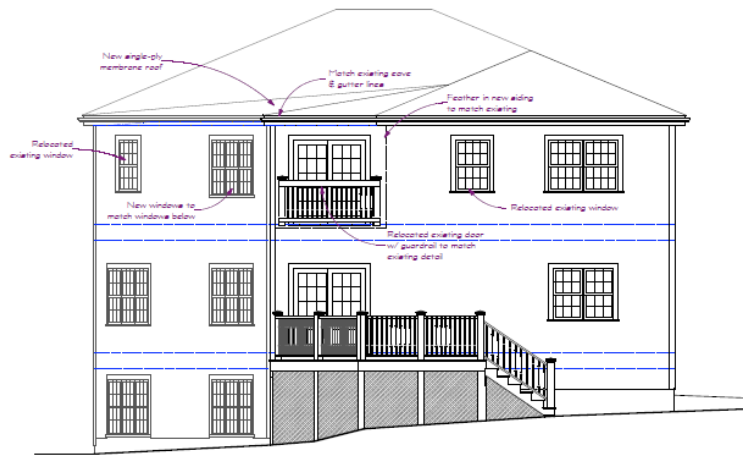 New single-ply
membrane roof
Match existing eave
& gutter lines
Feather in new siding
to match existing
Relocated
existing window
New windows to
match windows below
Relocated existing window
Relocated existing door
w/ guardrail to match
existing detail